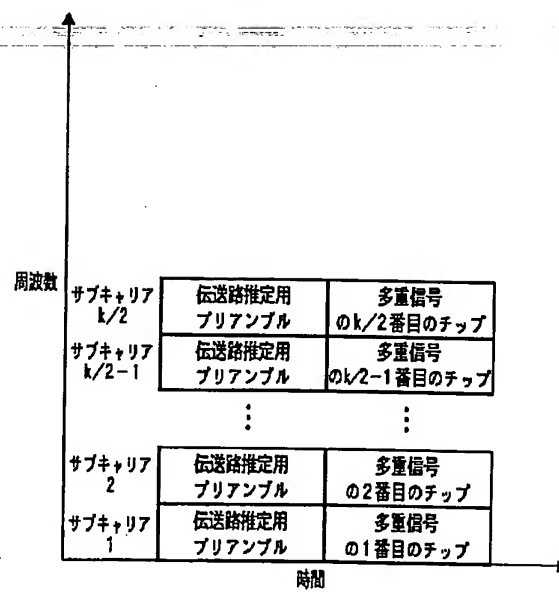 周波数
サブキャリア
k/2
伝送路推定用
プリアンブル
多重信号
のk/2番目のチップ
サブキャリア
k/2-1
伝送路推定用
プリアンブル
多重信号
のk/2-1番目のチップ
サブキャリア
2
伝送路推定用
プリアンブル
多重信号
の2番目のチップ
サブキャリア
1
伝送路推定用
プリアンブル
多重信号
の1番目のチップ
時間